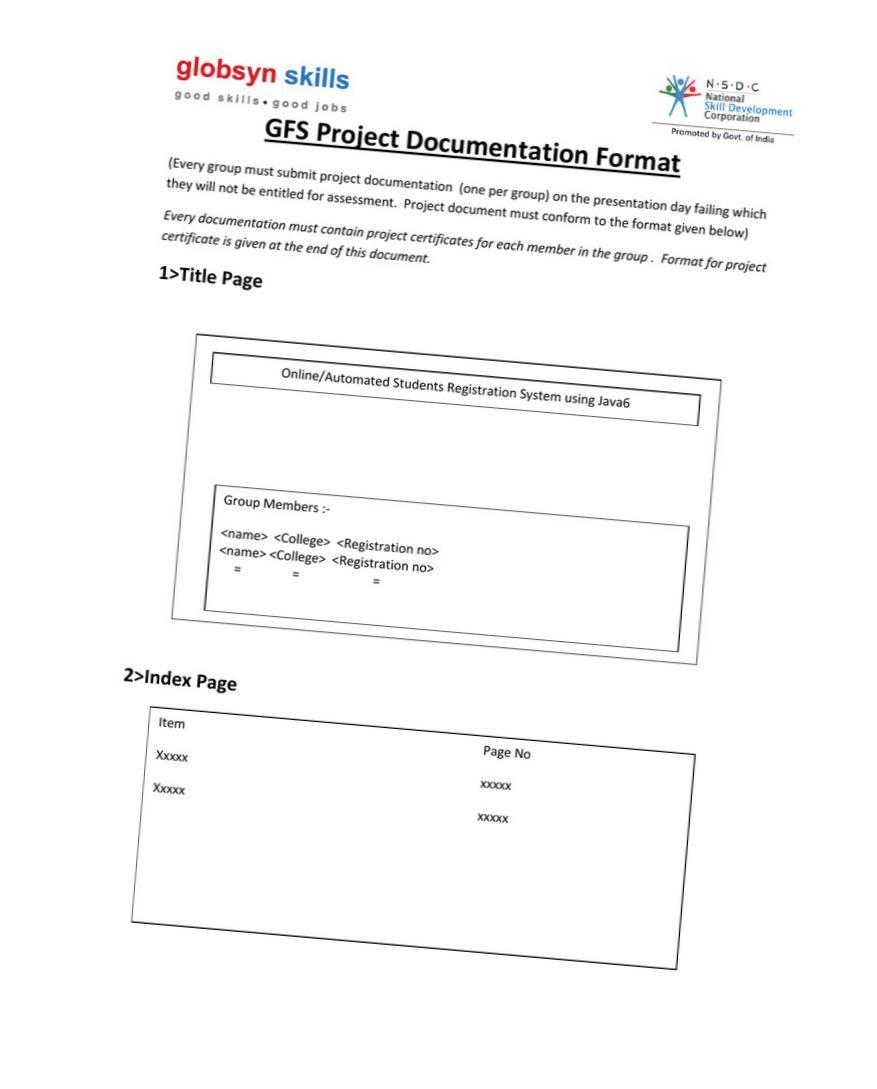 globsyn skills
good skills • good jobs
N·S·D·C
National
Skill Development
Corporation
Promoted by Govt. of India
GFS Project Documentation Format
(Every group must submit project documentation (one per group) on the presentation day failing which
they will not be entitled for assessment. Project document must conform to the format given below)
Every documentation must contain project certificates for each member in the group . Format for project
certificate is given at the end of this document.
1>Title Page
Online/Automated Students Registration System using Java6
Group Members :-
<name> <College> <Registration no>
<name> <College> <Registration no>
= = =
2>Index Page
Item Page No
Xxxxx xxxxx
Xxxxx xxxxx